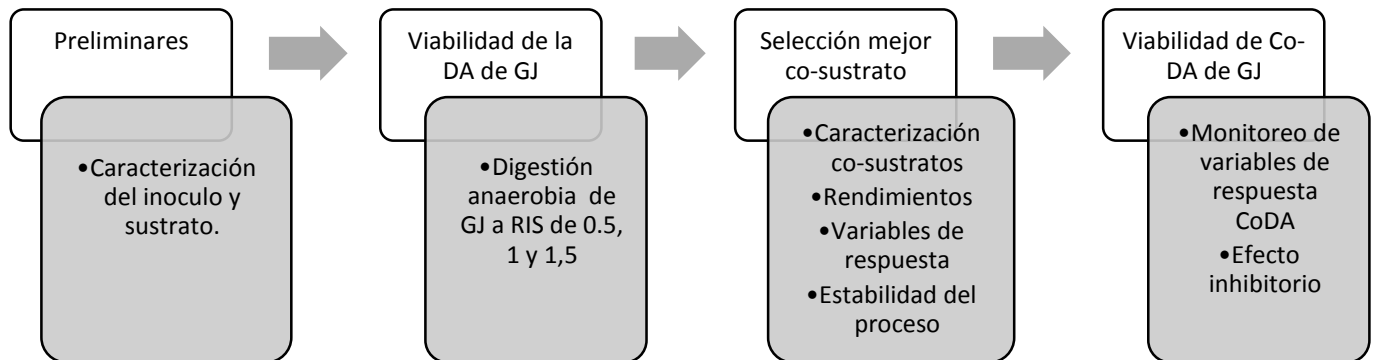 Preliminares
•Caracterización
del inoculo y
sustrato.
Viabilidad de la
DA de GJ
•Digestión
anaerobia de
GJ a RIS de 0.5,
1 y 1,5
Selección mejor
co-sustrato
•Caracterización
co-sustratos
•Rendimientos
•Variables de
respuesta
•Estabilidad del
proceso
Viabilidad de Co-
DA de GJ
•Monitoreo de
variables de
respuesta
CoDA
•Efecto
inhibitorio